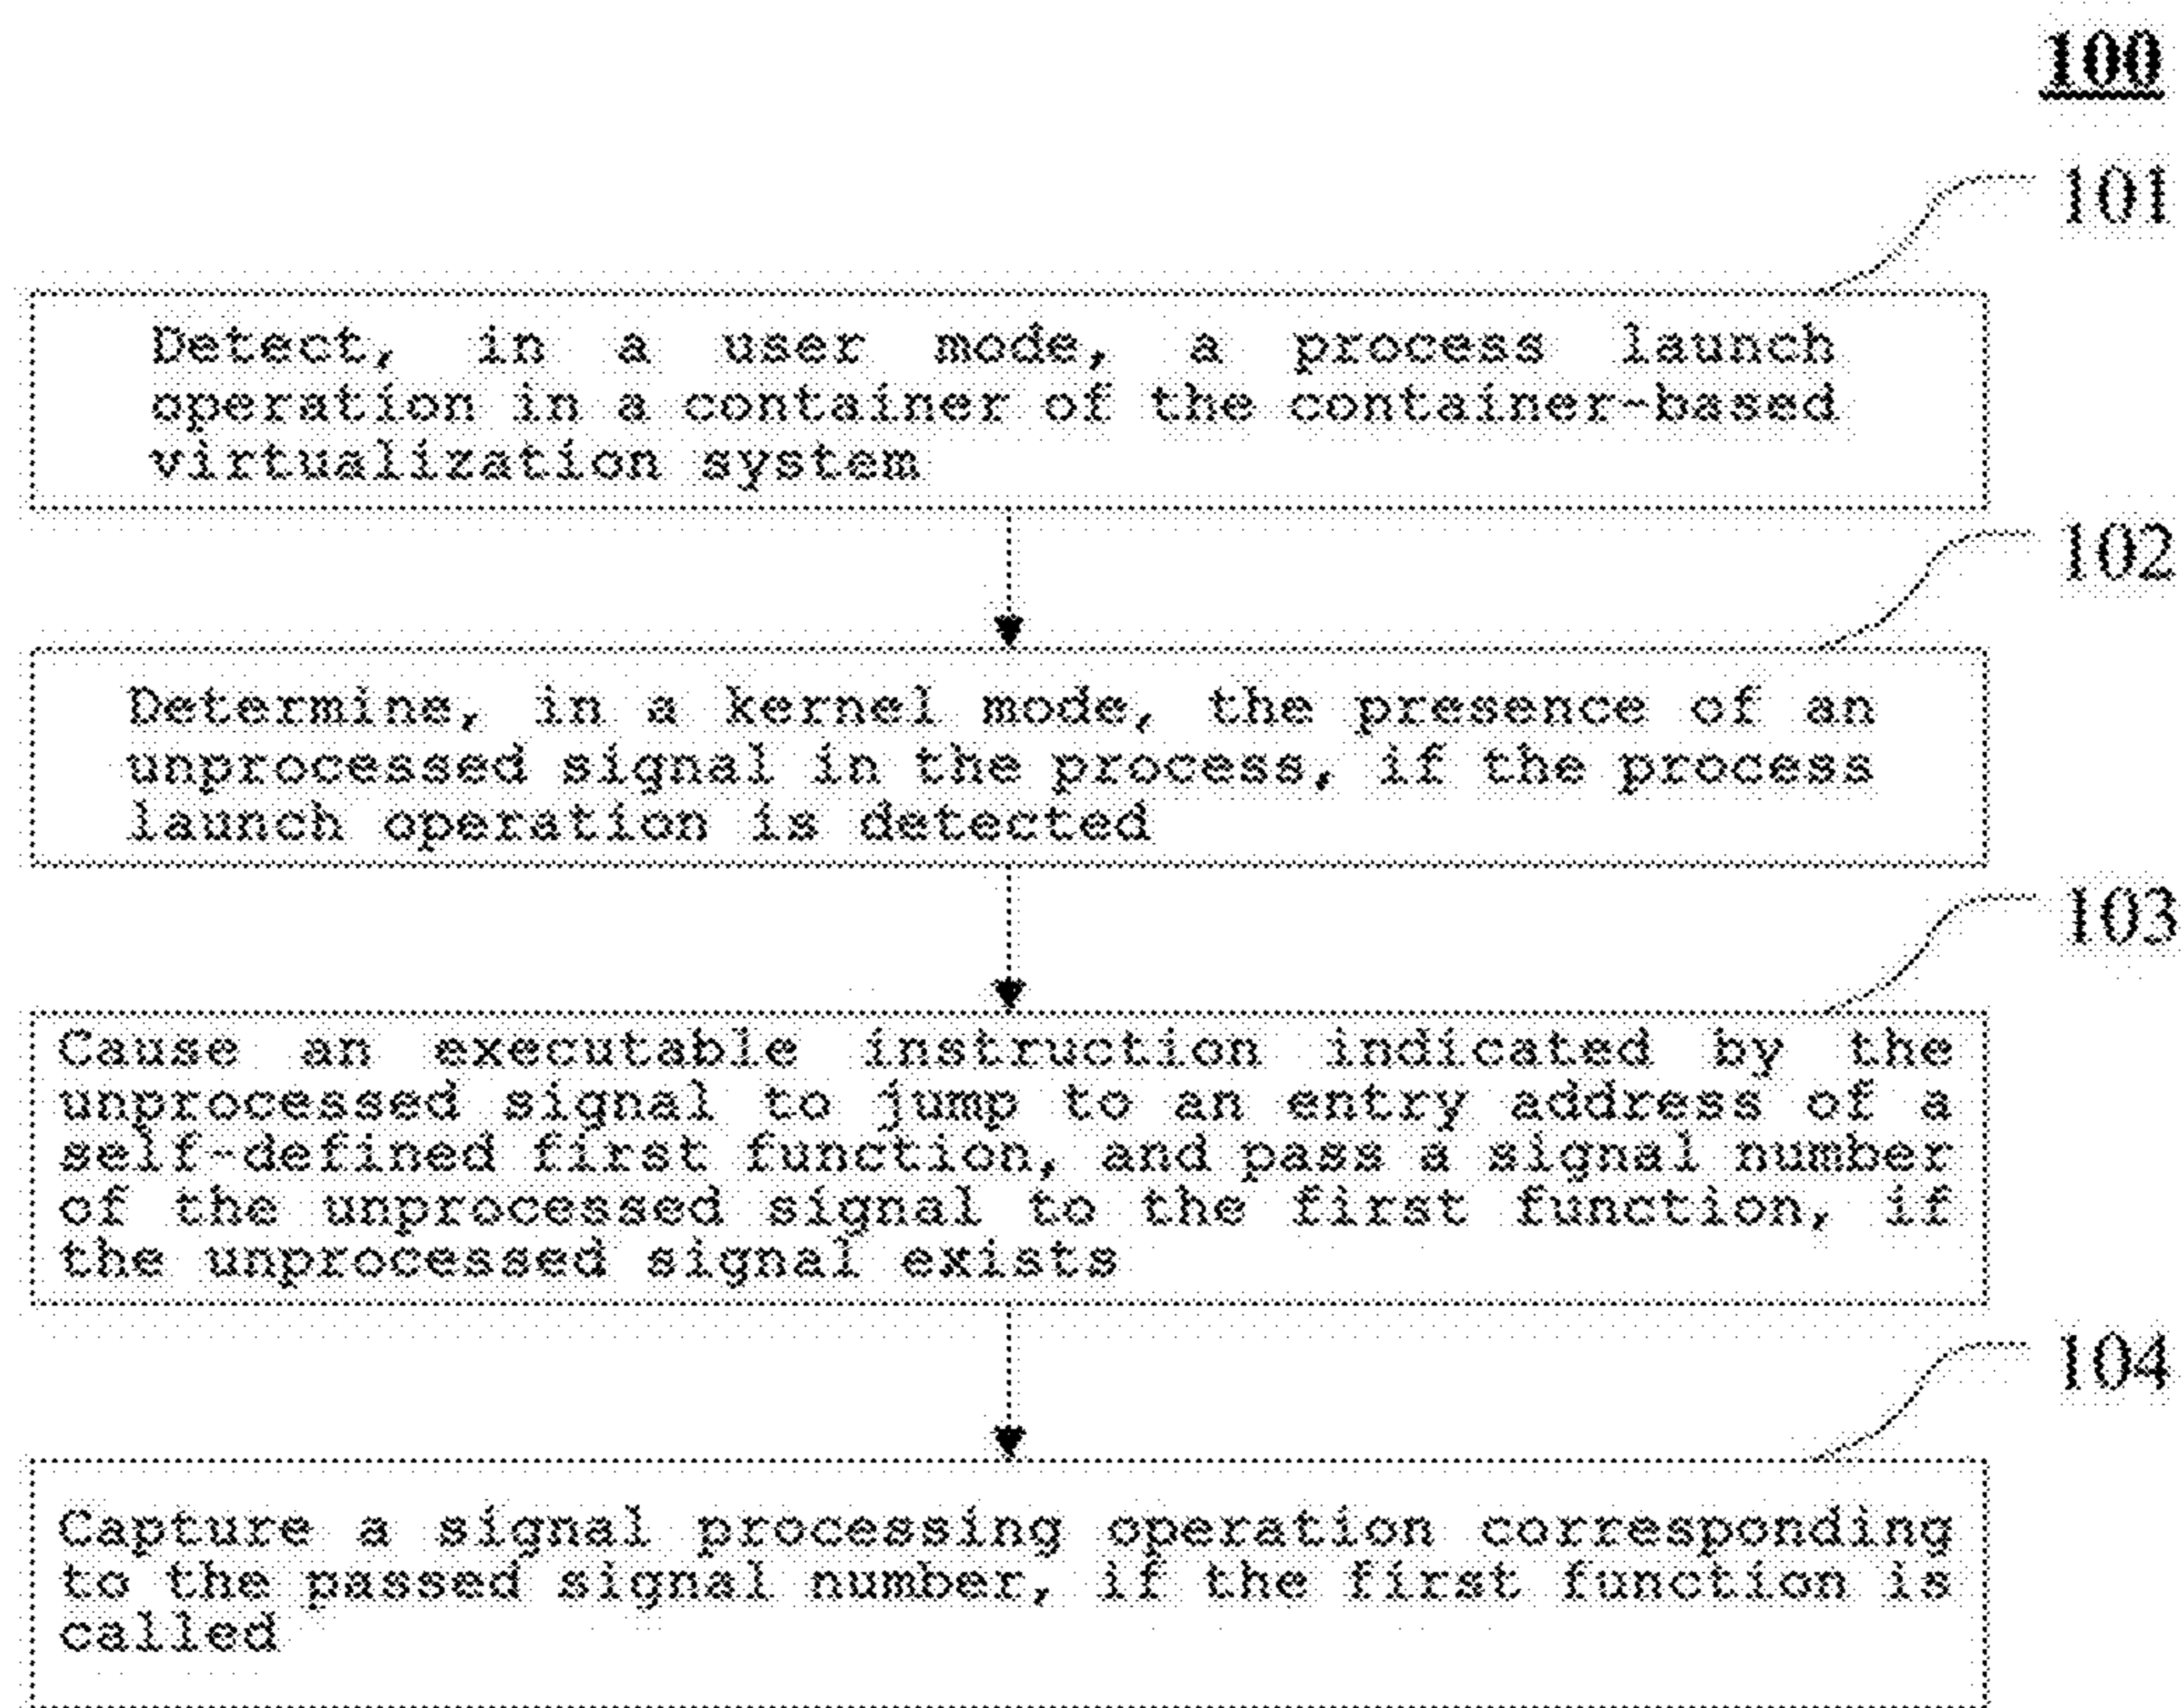 100
101
Detect, in a user mode, a process launch
operation in a container of the container-based
virtualization system
102
Determine, in a kernel mode, the presence of an
unprocessed signal in the process, if the process
launch operation is detected
103
Cause an executable instruction indicated by the
unprocessed signal to jump to an entry address of a
self-defined first function, and pass a signal number
of the unprocessed signal to the first function, if
the unprocessed signal exists
104
Capture a signal processing operation corresponding
to the passed signal number, if the first function is
called